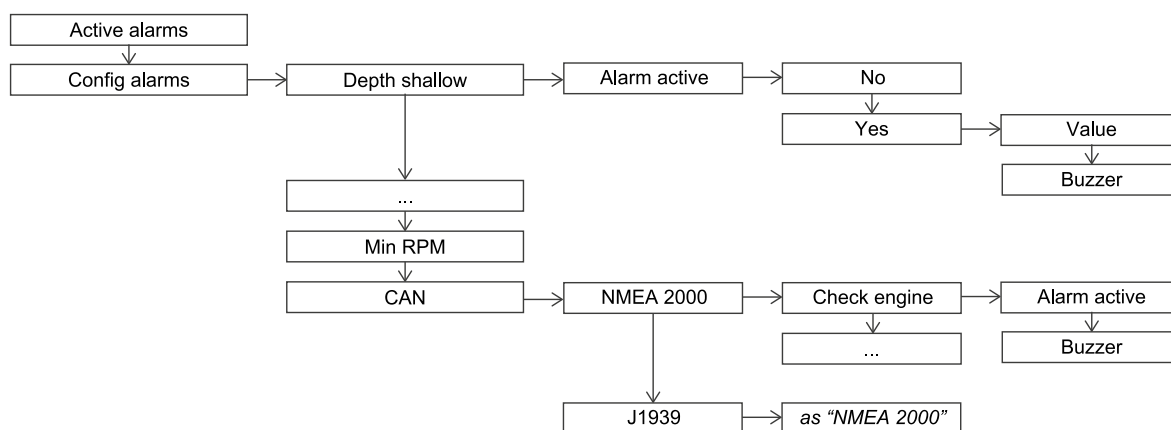 Active alarms
Config alarms
Depth shallow
Alarm active
No
Yes
Value
Buzzer
...
Min RPM
CAN
NMEA 2000
Check engine
Alarm active
...
Buzzer
J1939
as “NMEA 2000”